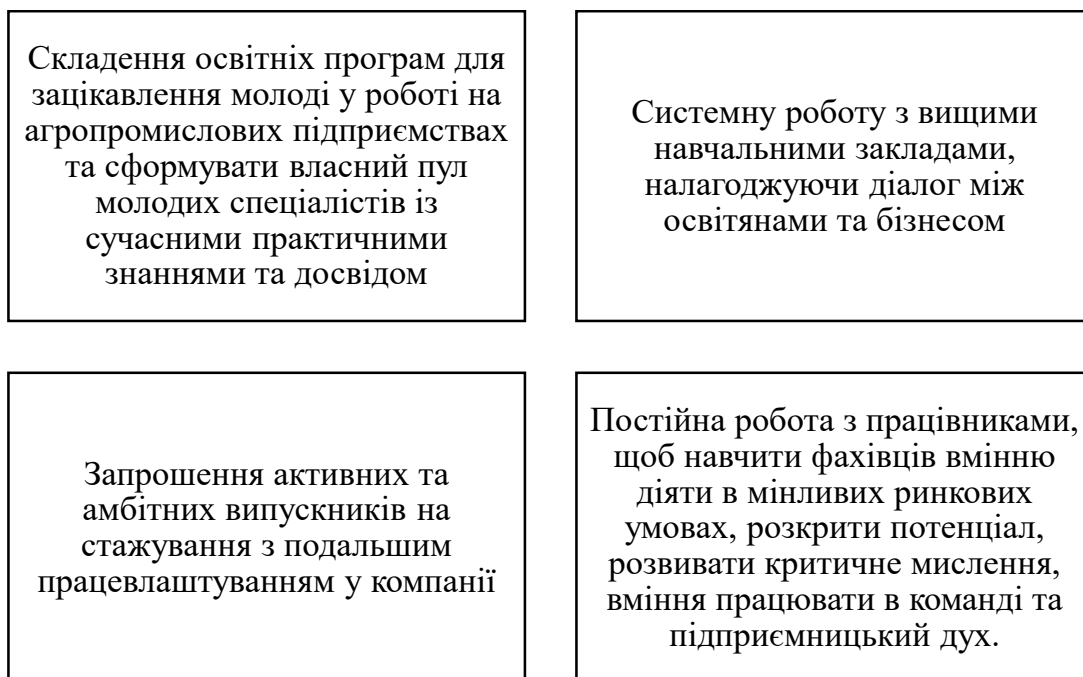 Складення освітніх програм для
зацікавлення молоді у роботі на
агропромислових підприємствах
та сформувати власний пул
молодих спеціалістів із
сучасними практичними
знаннями та досвідом
Системну роботу з вищими
навчальними закладами,
налагоджуючи діалог між
освітянами та бізнесом
Запрошення активних та
амбітних випускників на
стажування з подальшим
працевлаштуванням у компанії
Постійна робота з працівниками,
щоб навчити фахівців вмінню
діяти в мінливих ринкових
умовах, розкрити потенціал,
розвивати критичне мислення,
вміння працювати в команді та
підприємницький дух.